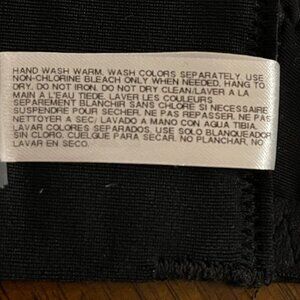 HAND WASH WARM. WASH COLORS SEPARATELY. USE
NON-CHLORINE BLEACH ONLY WHEN NEEDED. HANG TO
DRY. DO NOT IRON. DO NOT DRY CLEAN/LAVER A LA
MAIN A L'EAU TIEDE. LAVER LES COULEURS
SEPAREMENT BLANCHIR SANS CHLORE SI NECESSAIRE
SUSPENDRE POUR SECHER. NE PAS REPASSER. NE PAS
NETTOYER A SEC/ LAVADO A MANO CON AGUA TIBIA.
LAVAR COLORES SEPARADOS. USE SOLO BLANQUEADOR
SIN CLORO. CUELGUE PARA SECAR. NO PLANCHAR. NO
LAVAR EN SECO.